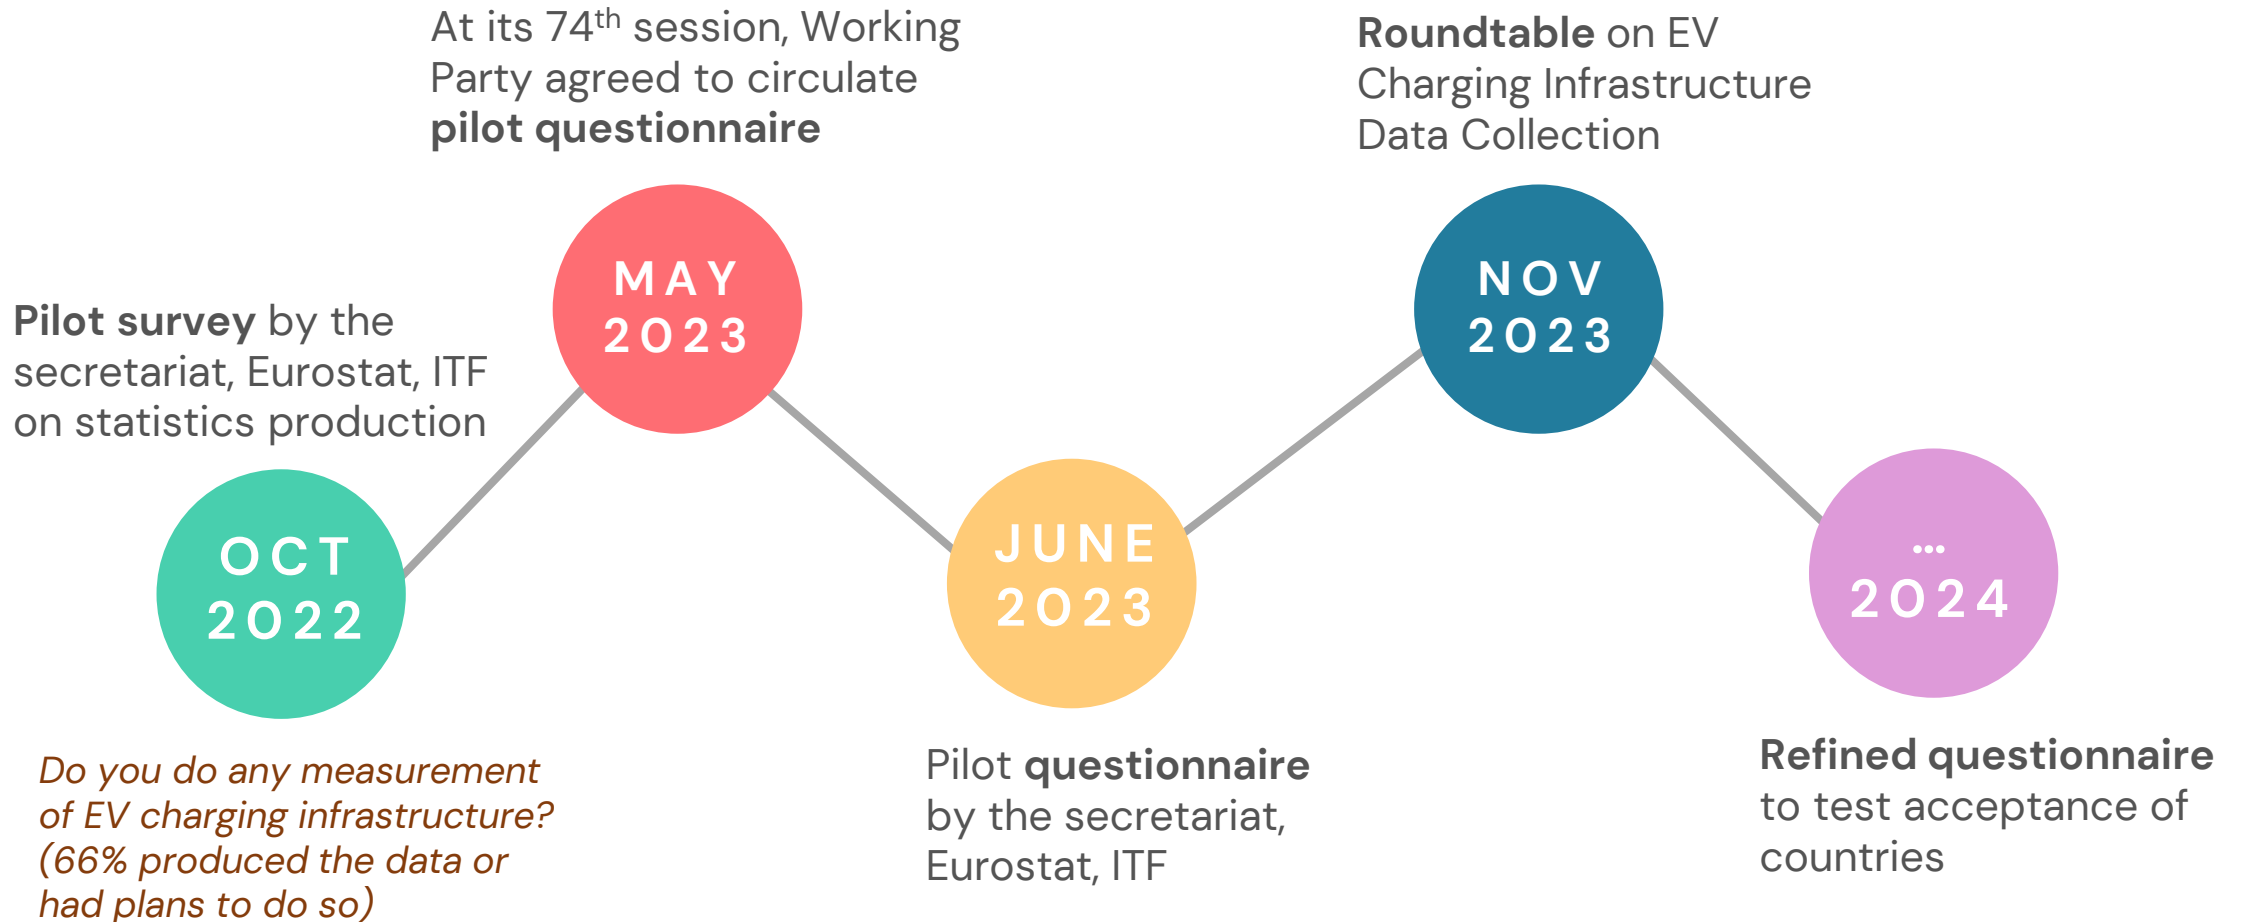 Pilot survey by the
secretariat, Eurostat, ITF
on statistics production
OCT
2022
Do you do any measurement
of EV charging infrastructure?
(66% produced the data or
had plans to do so)
At its 74th session, Working
Party agreed to circulate
pilot questionnaire
MAY
2023
JUNE
2023
Pilot questionnaire
by the secretariat,
Eurostat, ITF
Roundtable on EV
Charging Infrastructure
Data Collection
NOV
2023
...
2024
Refined questionnaire
to test acceptance of
countries